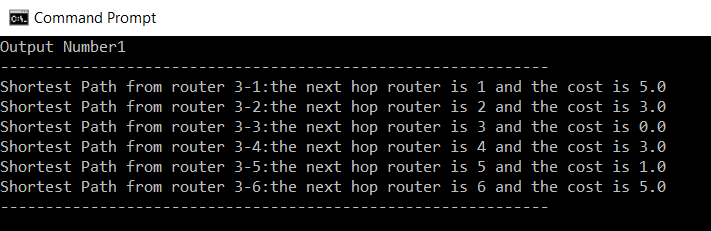 Command Prompt
Output Number1
-----------------------------------------------------------
Shortest Path from router 3-1:the next hop router is 1 and the cost is 5.0
Shortest Path from router 3-2:the next hop router is 2 and the cost is 3.0
Shortest Path from router 3-3:the next hop router is 3 and the cost is 0.0
Shortest Path from router 3-4:the next hop router is 4 and the cost is 3.0
Shortest Path from router 3-5:the next hop router is 5 and the cost is 1.0
Shortest Path from router 3-6:the next hop router is 6 and the cost is 5.0
-----------------------------------------------------------